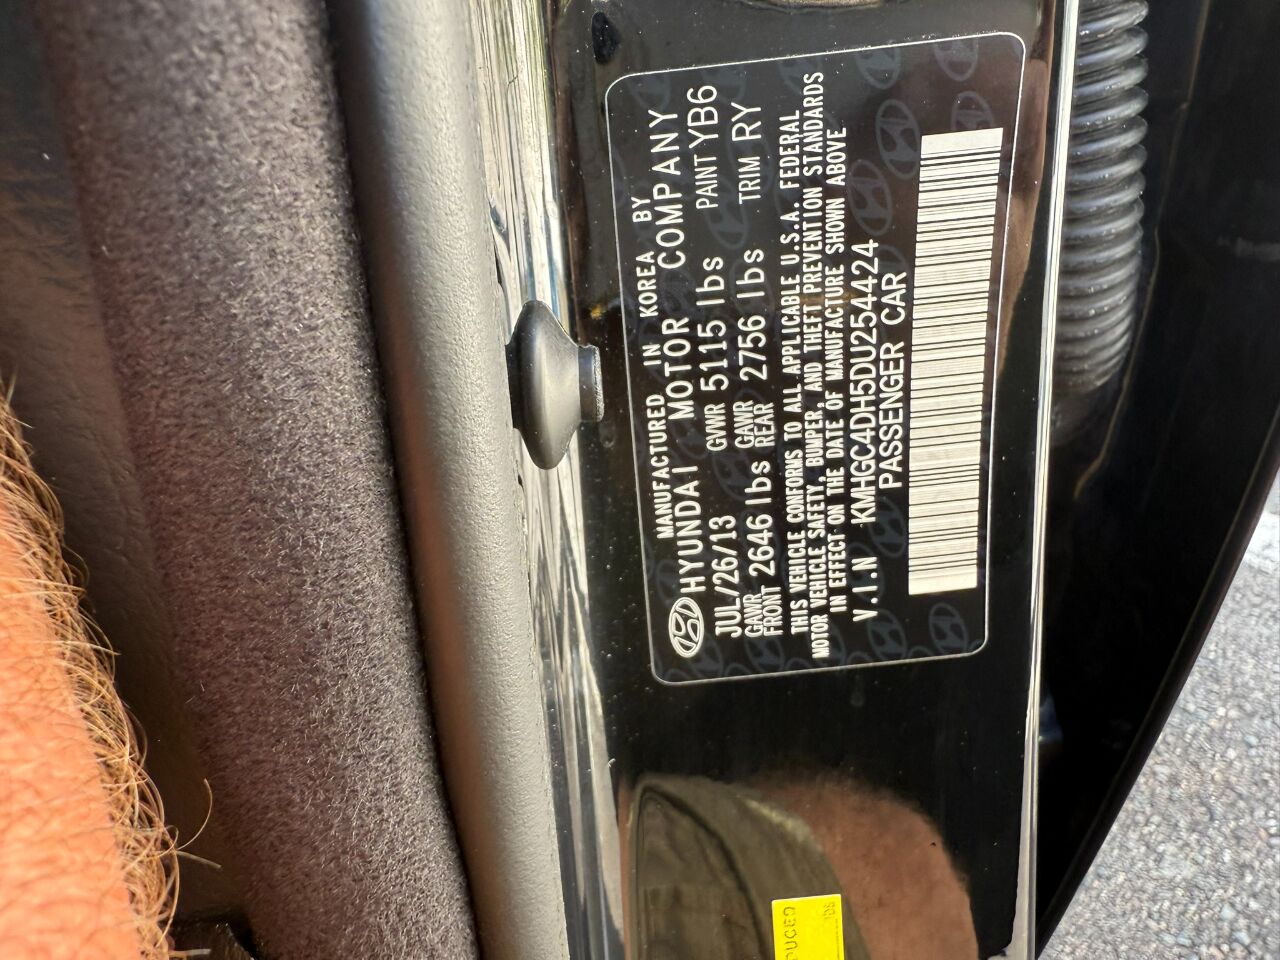 MANUFACTURED IN KOREA BY
HYUNDAI MOTOR COMPANY
JUL/26/13 GVWR 5115 lbs PAINT YB6
GAWR FRONT 2646 lbs GAWR REAR 2756 lbs TRIM RY
THIS VEHICLE CONFORMS TO ALL APPLICABLE U.S.A. FEDERAL
MOTOR VEHICLE SAFETY, BUMPER, AND THEFT PREVENTION STANDARDS
IN EFFECT ON THE DATE OF MANUFACTURE SHOWN ABOVE
V.I.N KMHGC4DH5DU254424
PASSENGER CAR